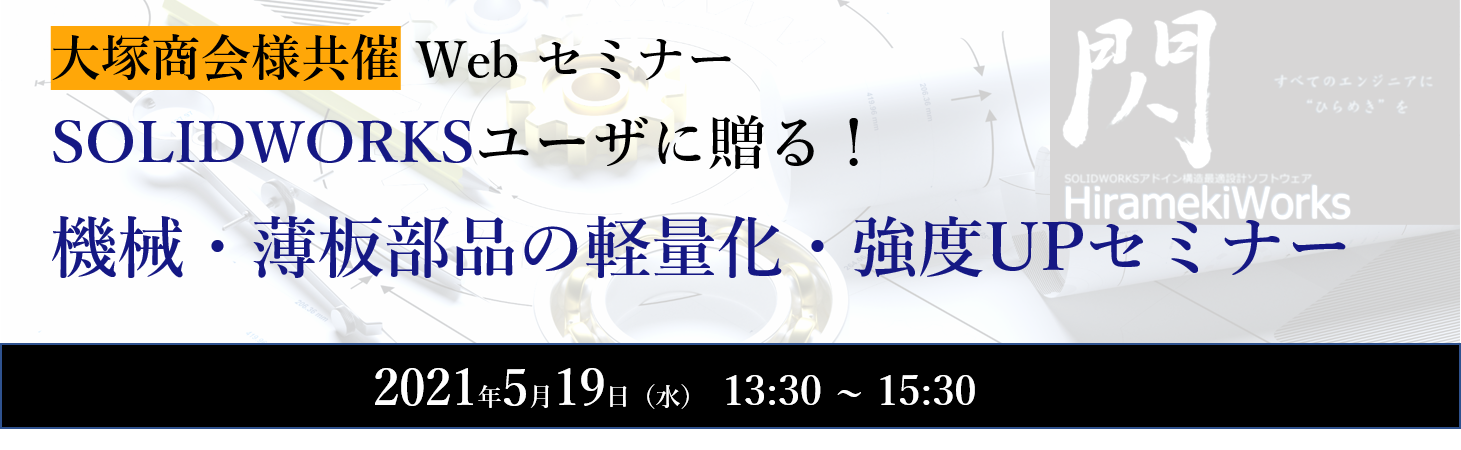 大塚商会様共催 Web セミナー
SOLIDWORKSユーザに贈る！
機械・薄板部品の軽量化・強度UPセミナー
閃
すべてのエンジニアに
“ひらめき”を
SOLIDWORKSアドイン構造最適設計ソフトウェア
HiramekiWorks
2021年5月19日（水） 13:30 ～ 15:30